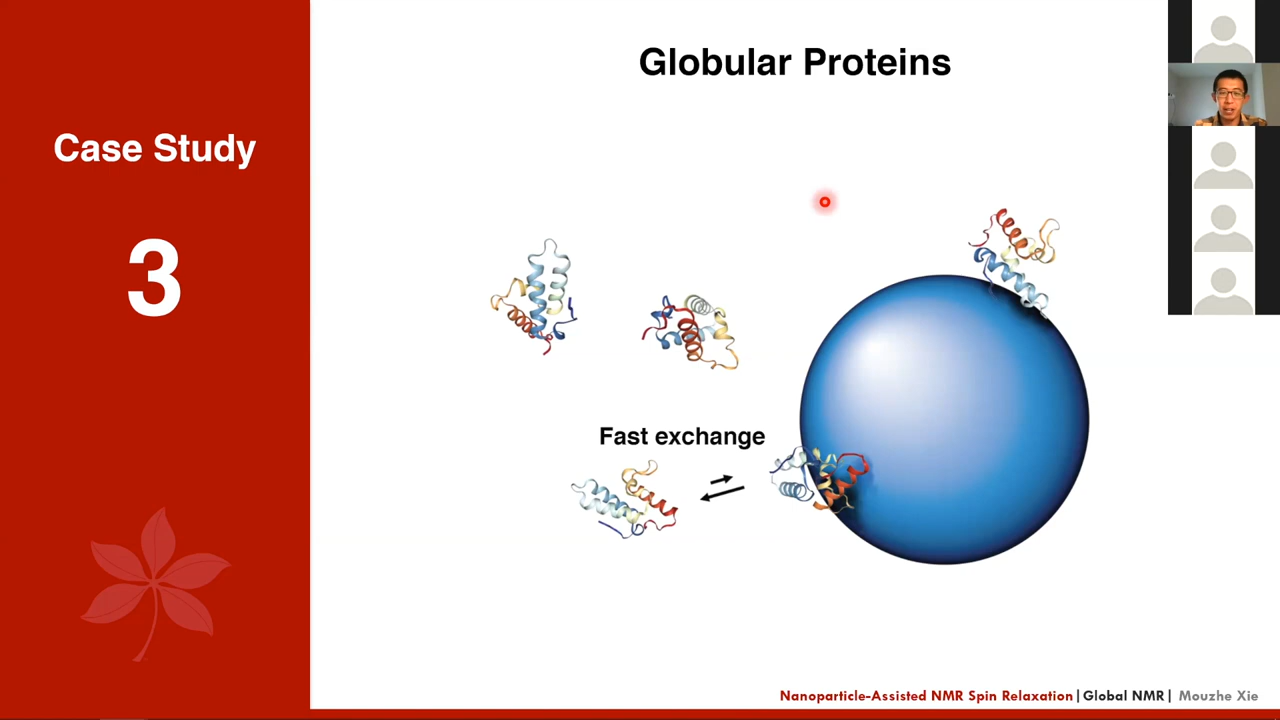 Globular Proteins
Case Study
3
Fast exchange
Nanoparticle-Assisted NMR Spin Relaxation | Global NMR | Mouzhe Xie